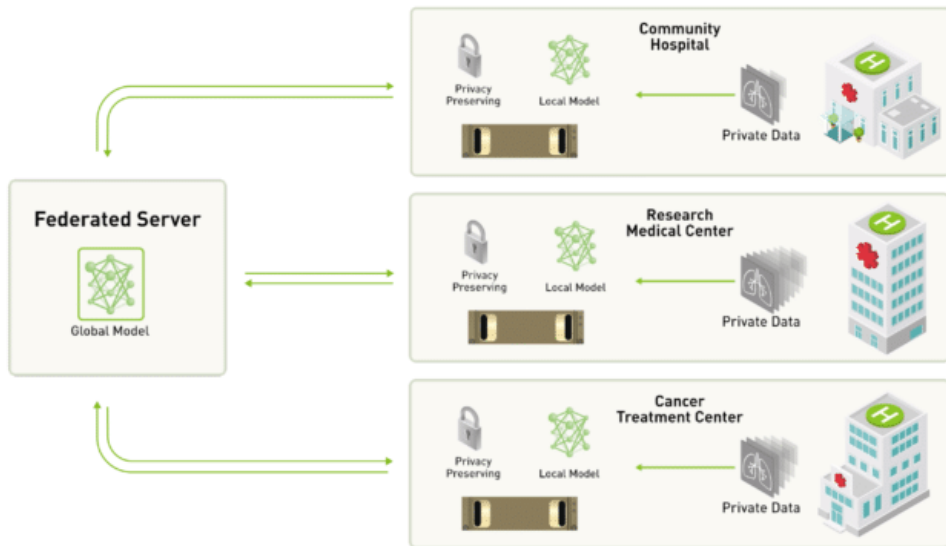 Community
Hospital
Privacy
Preserving
Local Model
Private Data
H
Federated Server
Global Model
Research
Medical Center
Privacy
Preserving
Local Model
Private Data
H
Cancer
Treatment Center
Privacy
Preserving
Local Model
Private Data
H